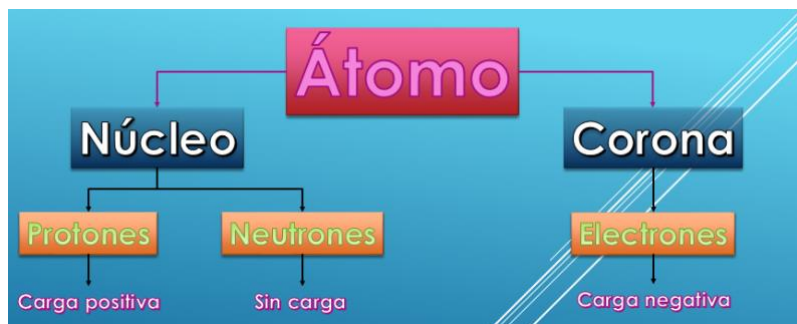 Átomo
Núcleo
Corona
Protones
Neutrones
Electrones
Carga positiva
Sin carga
Carga negativa